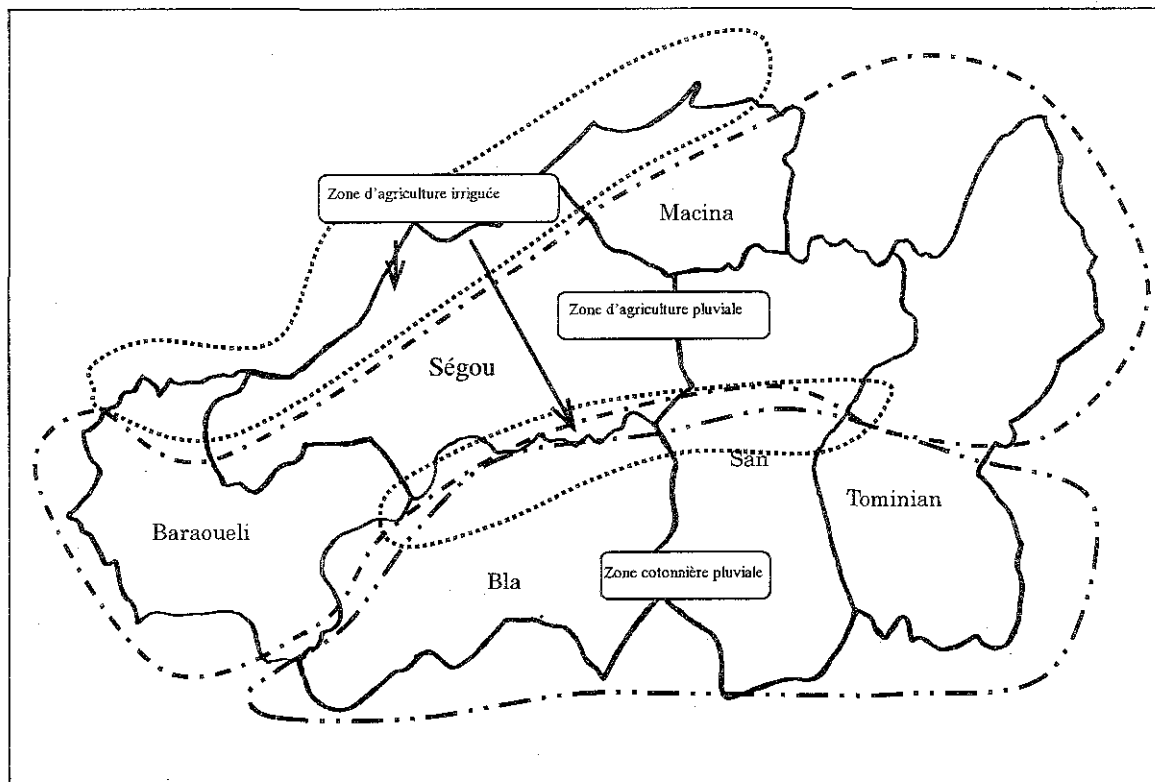 Zone d'agriculture irriguée
Macina
Zone d'agriculture pluviale
Ségou
San
Tominian
Baraoueli
Bla
Zone cotonnière pluviale